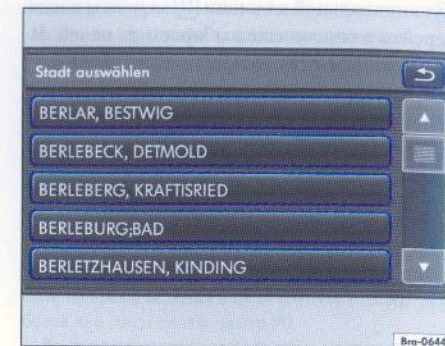 Stadt auswählen
BERLAR, BESTWIG
BERLEBECK, DETMOLD
BERLEBERG, KRAFTISRIED
BERLEBURG;BAD
BERLETZHAUSEN, KINDING
Bra-0644